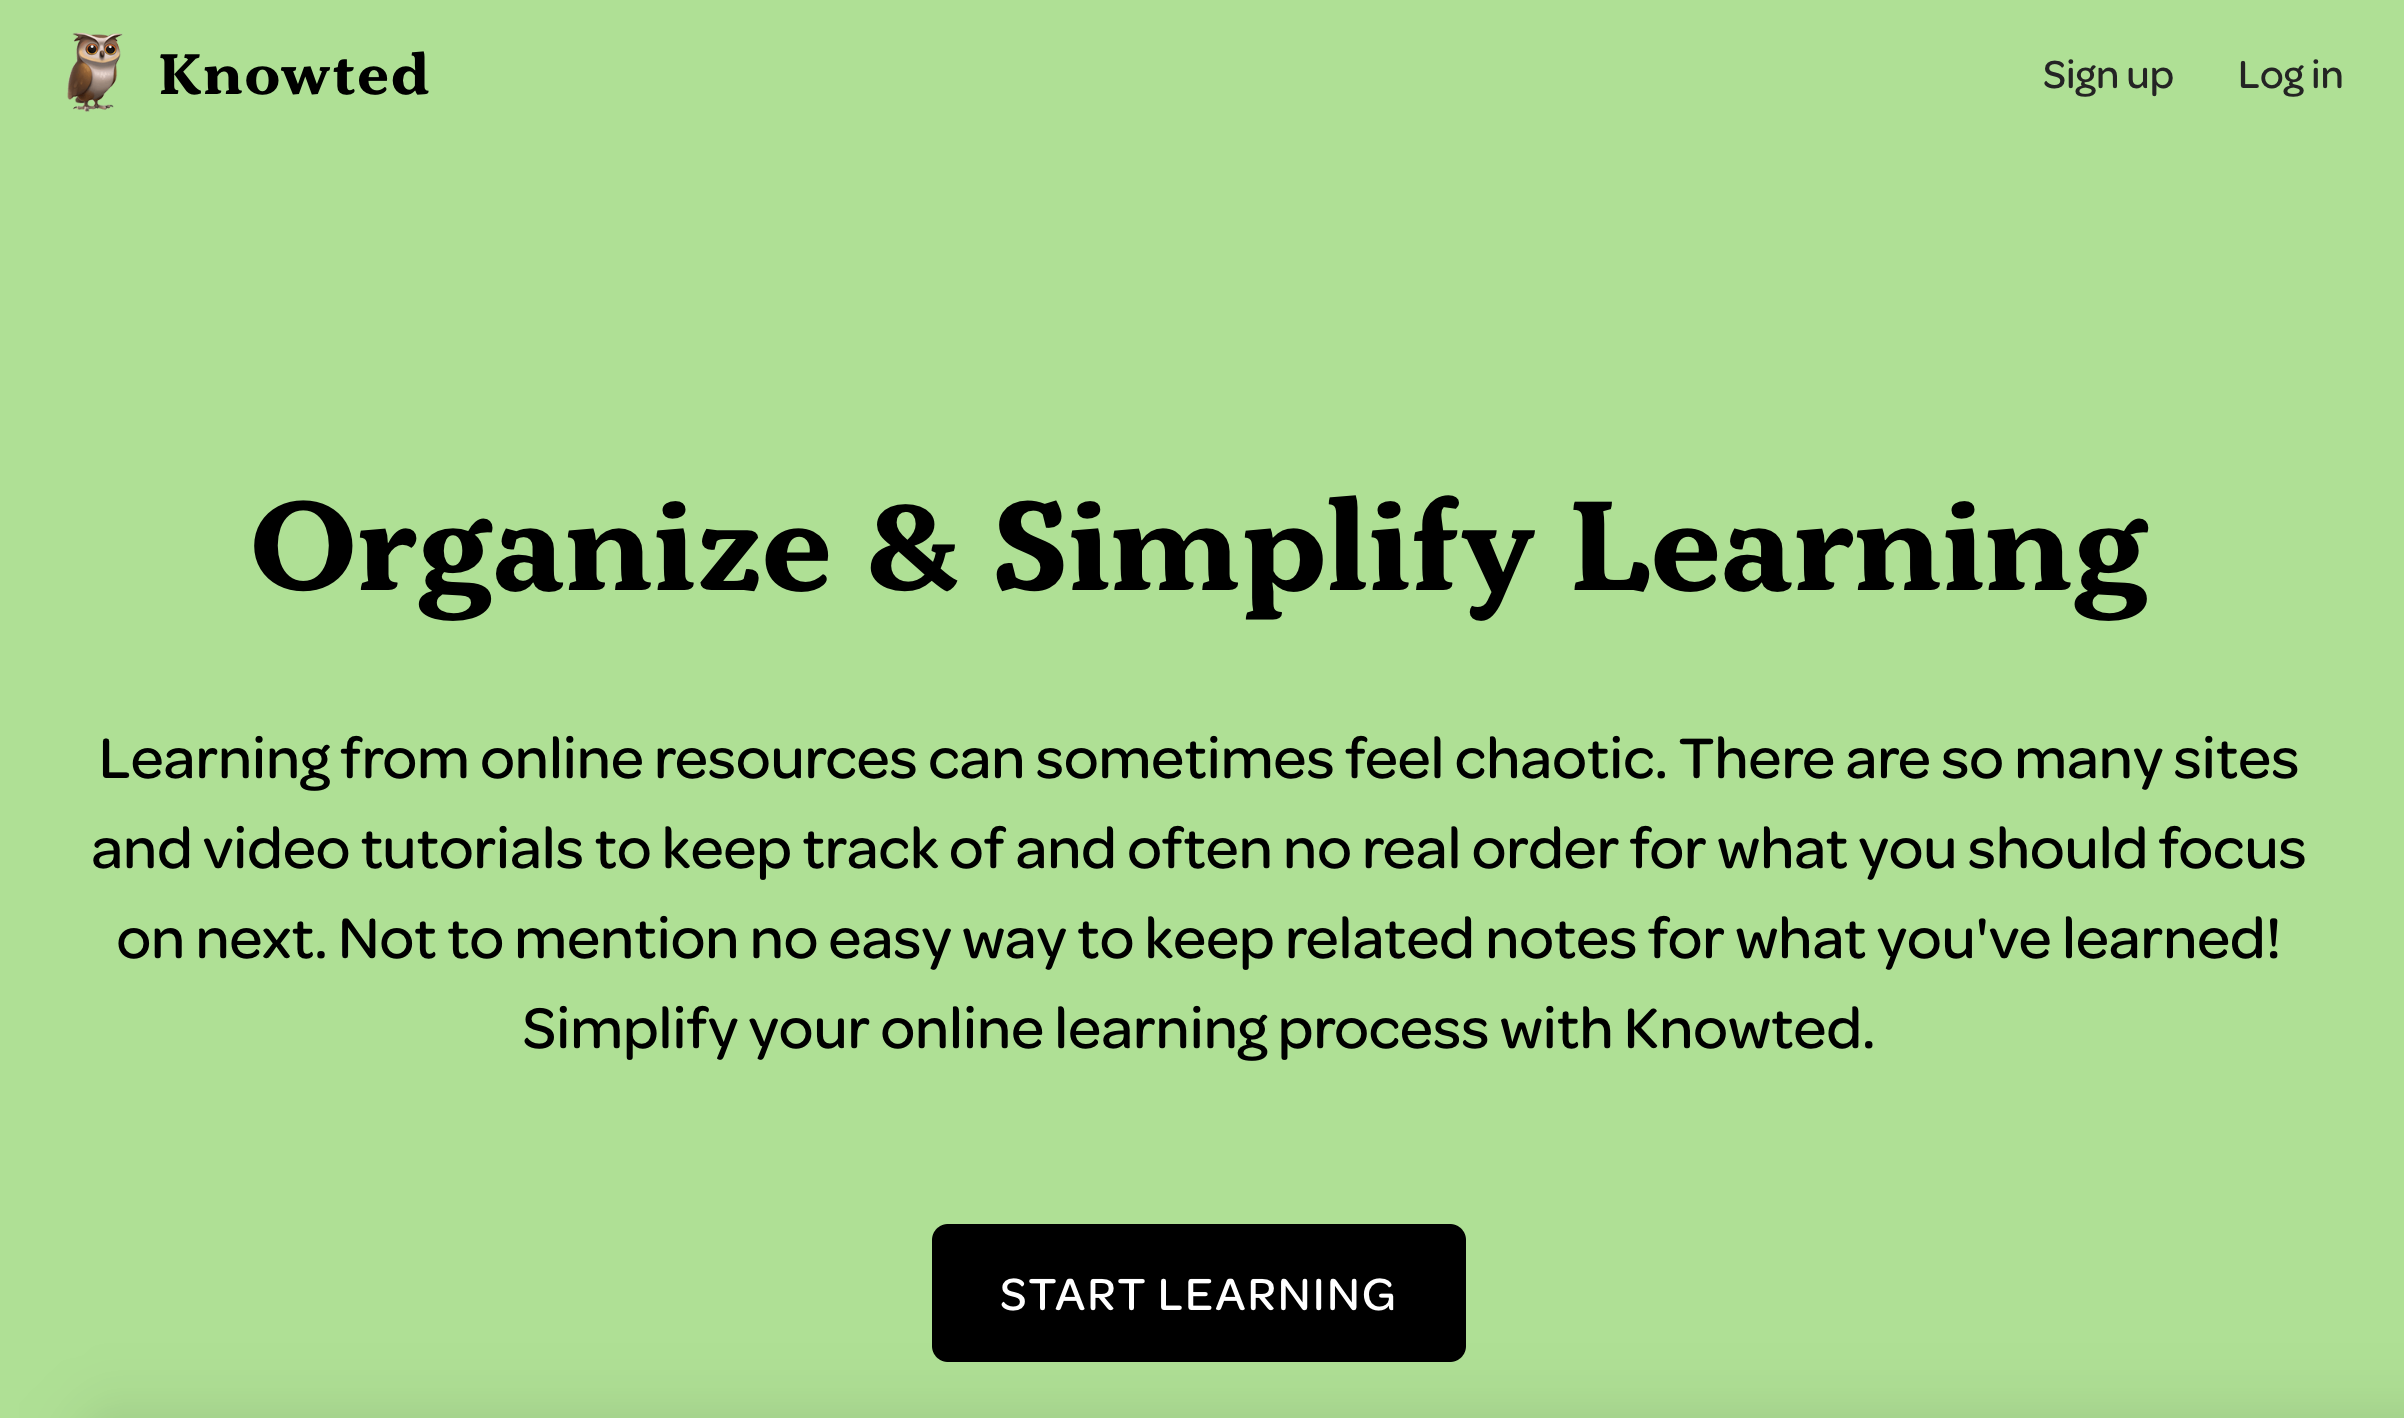 Knowted
Sign up
Log in
Organize & Simplify Learning
Learning from online resources can sometimes feel chaotic. There are so many sites
and video tutorials to keep track of and often no real order for what you should focus
on next. Not to mention no easy way to keep related notes for what you've learned!
Simplify your online learning process with Knowted.
START LEARNING